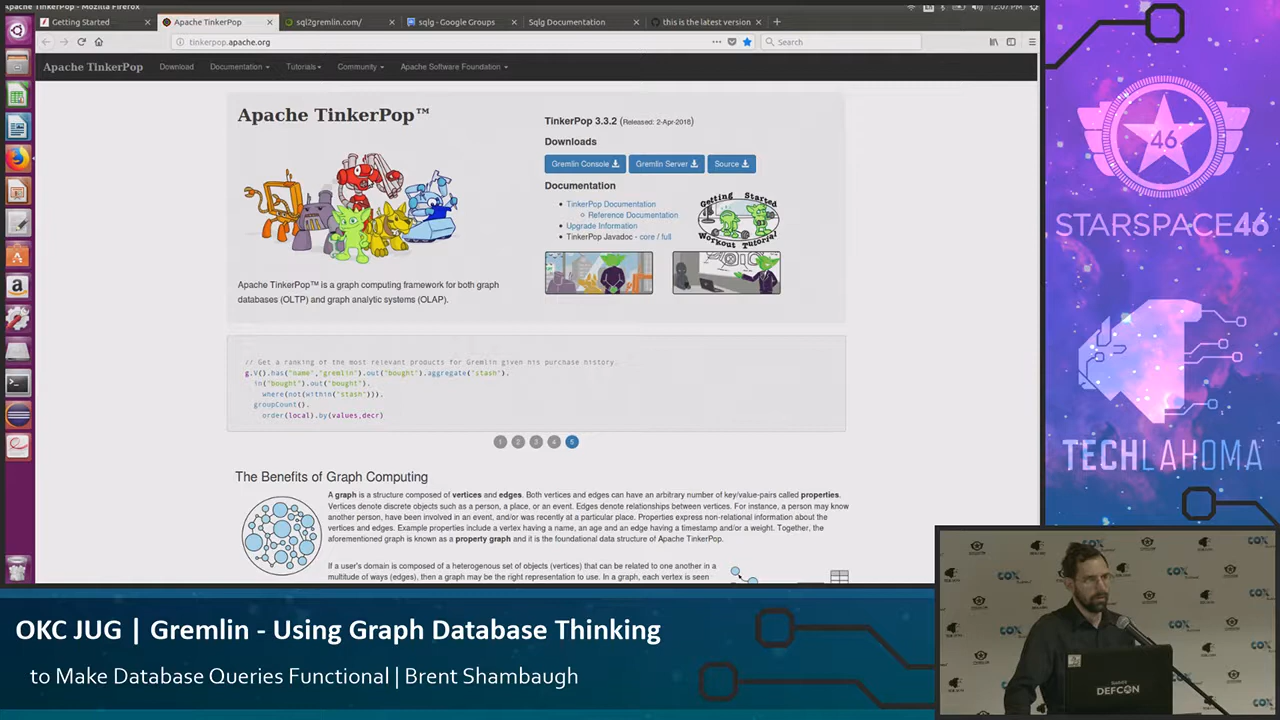 Apache TinkerPop - Mozilla Firefox
12:07 PM
Getting Started
Apache TinkerPop
sql2gremlin.com/
sqlg - Google Groups
Sqlg Documentation
this is the latest version
tinkerpop.apache.org
Search
Apache TinkerPop
Download
Documentation
Tutorials
Community
Apache Software Foundation
Apache TinkerPop™
TinkerPop 3.3.2 (Released: 2-Apr-2018)
Downloads
Gremlin Console
Gremlin Server
Source
Documentation
TinkerPop Documentation
Reference Documentation
Upgrade Information
TinkerPop Javadoc - core / full
Getting Started
Workout Tutorial
Apache TinkerPop™ is a graph computing framework for both graph
databases (OLTP) and graph analytic systems (OLAP).
// Get a ranking of the most relevant products for Gremlin given his purchase history.
g.V().has("name","gremlin").out("bought").aggregate("stash").
in("bought").out("bought").
where(not(within("stash"))).
groupCount().
order(local).by(values,decr)
1 2 3 4 5
The Benefits of Graph Computing
A graph is a structure composed of vertices and edges. Both vertices and edges can have an arbitrary number of key/value-pairs called properties.
Vertices denote discrete objects such as a person, a place, or an event. Edges denote relationships between vertices. For instance, a person may know
another person, have been involved in an event, and/or was recently at a particular place. Properties express non-relational information about the
vertices and edges. Example properties include a vertex having a name, an age and an edge having a timestamp and/or a weight. Together, the
aforementioned graph is known as a property graph and it is the foundational data structure of Apache TinkerPop.
If a user's domain is composed of a heterogenous set of objects (vertices) that can be related to one another in a
multitude of ways (edges), then a graph may be the right representation to use. In a graph, each vertex is seen
46
STARSPACE46
TECHLAHOMA
COX
DEFCON
OKC JUG | Gremlin - Using Graph Database Thinking
to Make Database Queries Functional | Brent Shambaugh